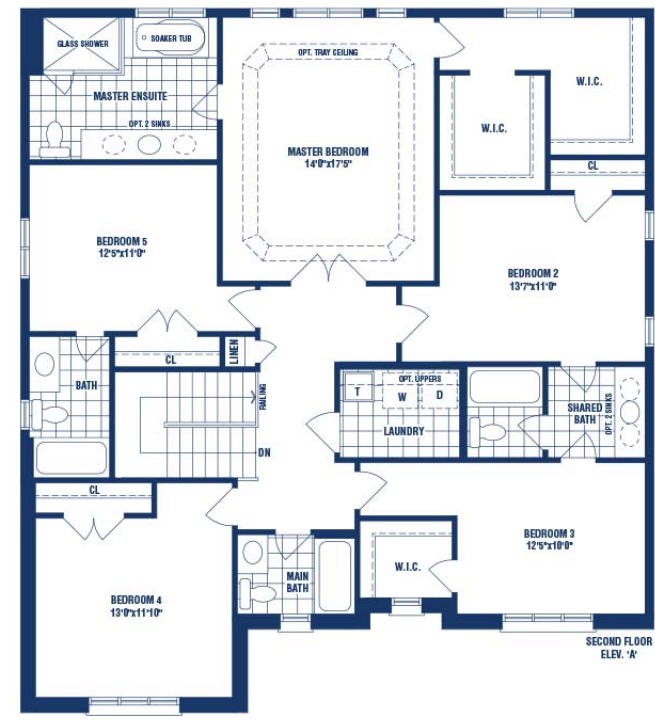 GLASS SHOWER
SOAKER TUB
OPT. TRAY CEILING
W.I.C.
MASTER ENSUITE
OPT. 2 SINKS
W.I.C.
MASTER BEDROOM
14'0"x17'5"
CL
BEDROOM 5
12'5"x11'0"
BEDROOM 2
13'7"x11'0"
CL
LINEN
BATH
RAILING
OPT. UPPERS
T
W
D
LAUNDRY
SHARED
BATH
OPT. 2 SINKS
DN
CL
BEDROOM 3
12'5"x10'0"
W.I.C.
MAIN
BATH
BEDROOM 4
13'0"x11'10"
SECOND FLOOR
ELEV. 'A'